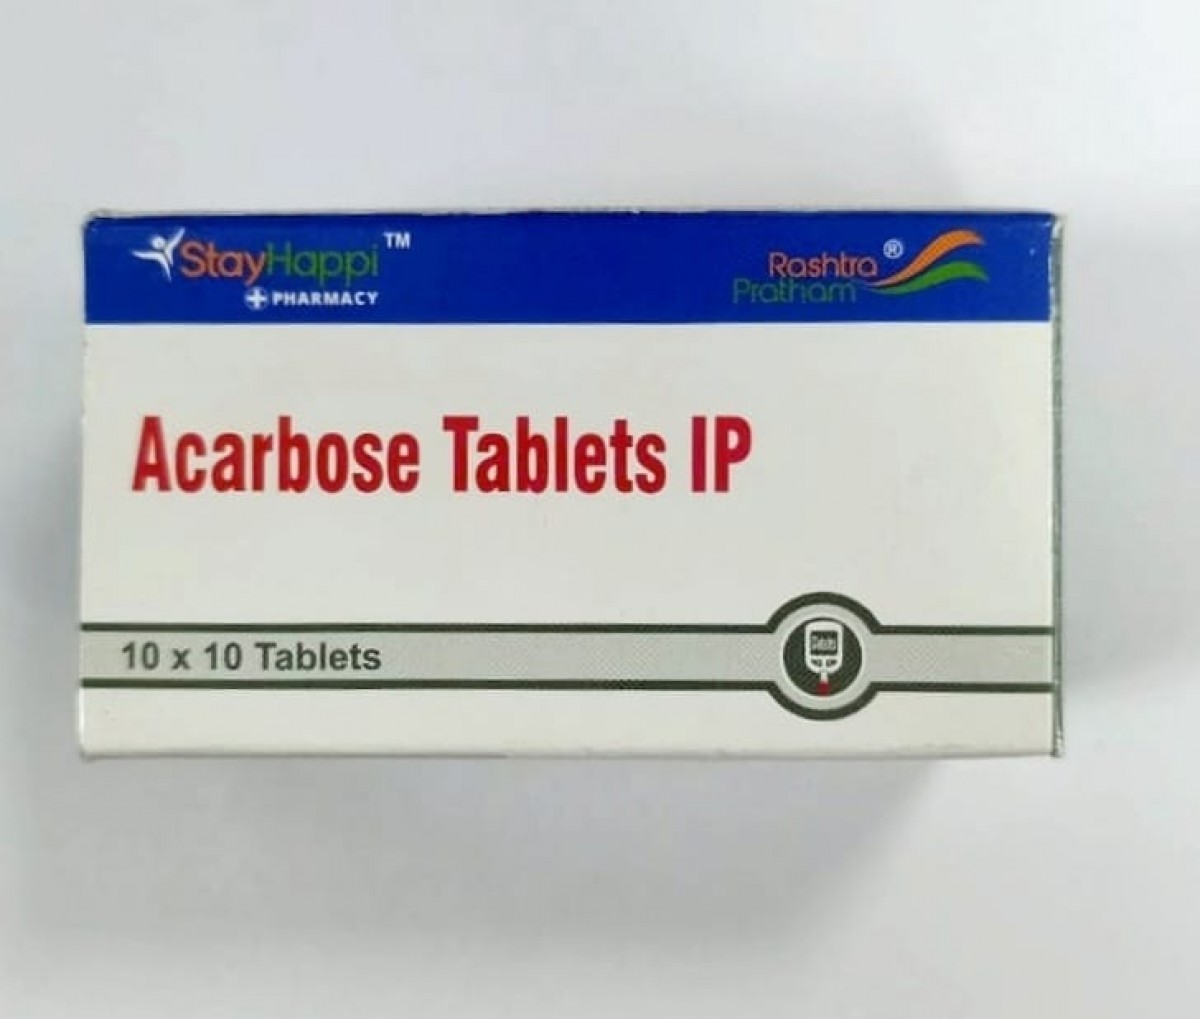 StayHappi™
PHARMACY
Rashtra ®
Pratham
Acarbose Tablets IP
10 x 10 Tablets